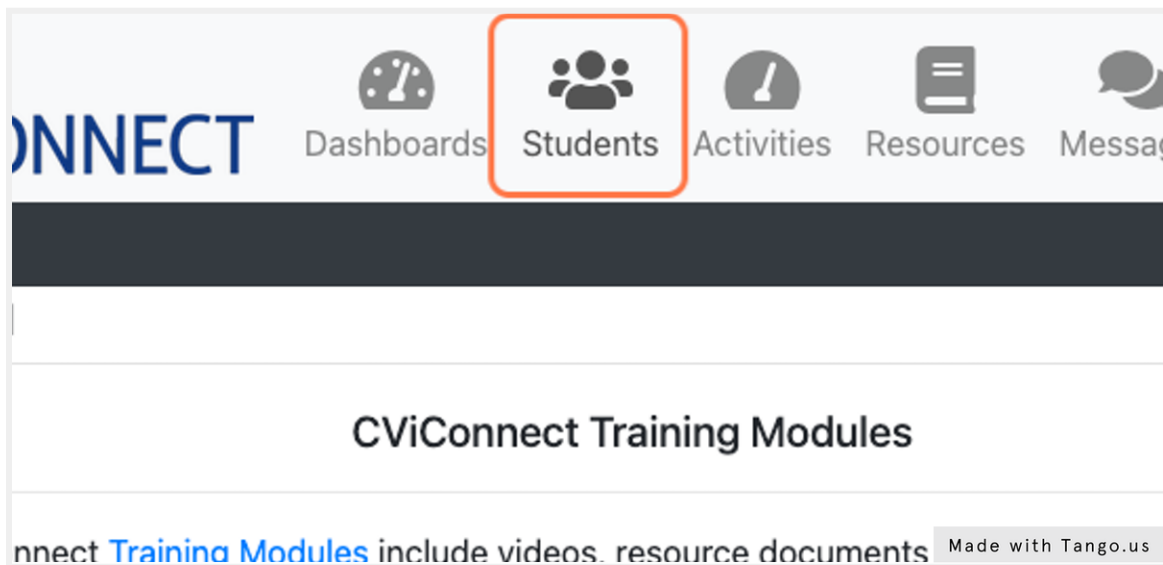 ONNECT
Dashboards Students Activities Resources Messag
CViConnect Training Modules
nnect Training Modules include videos, resource documents
Made with Tango.us